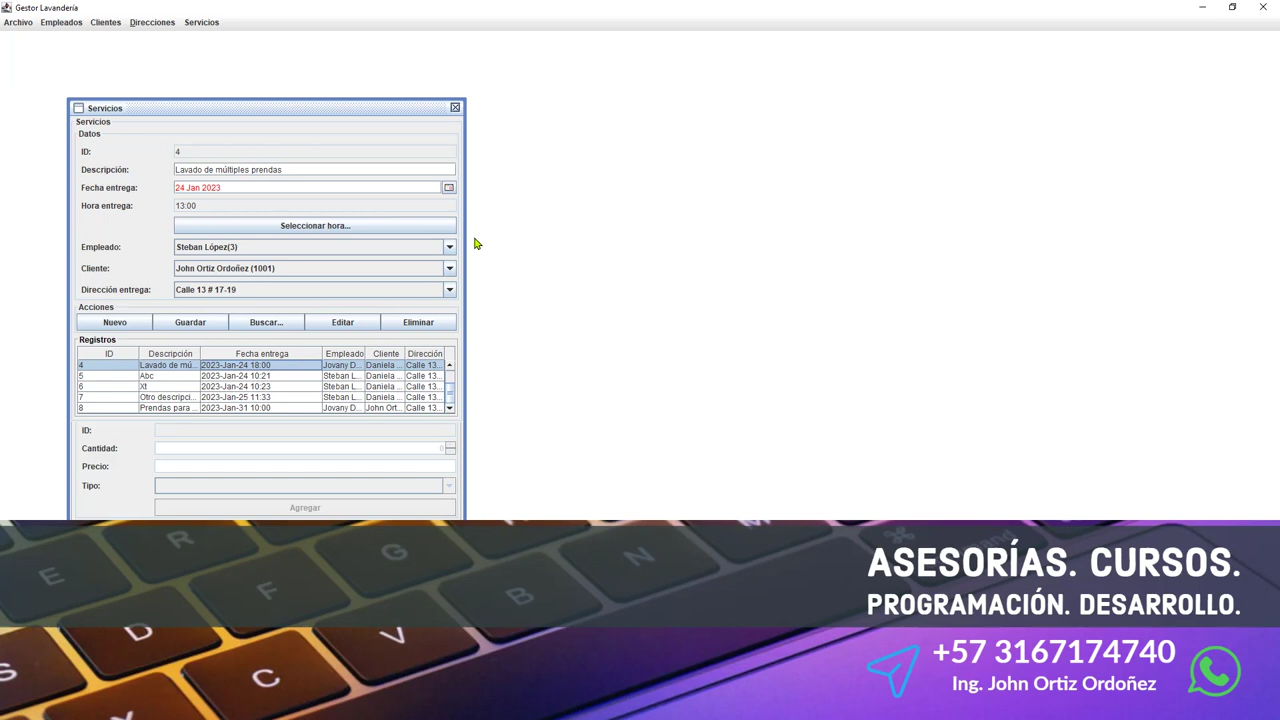 Gestor Lavandería
Archivo Empleados Clientes Direcciones Servicios
Servicios
Servicios
Datos
ID: 4
Descripción: Lavado de múltiples prendas
Fecha entrega: 24 Jan 2023
Hora entrega: 13:00
Seleccionar hora...
Empleado: Steban López(3)
Cliente: John Ortiz Ordoñez (1001)
Dirección entrega: Calle 13 # 17-19
Acciones
Nuevo Guardar Buscar... Editar Eliminar
Registros
ID Descripción Fecha entrega Empleado Cliente Dirección
4 Lavado de mú... 2023-Jan-24 18:00 Jovany D... Daniela ... Calle 13...
5 Abc 2023-Jan-24 10:21 Steban L... Daniela ... Calle 13...
6 Xt 2023-Jan-24 10:23 Steban L... Daniela ... Calle 13...
7 Otro descripci... 2023-Jan-25 11:33 Steban L... Daniela ... Calle 13...
8 Prendas para ... 2023-Jan-31 10:00 Jovany D... John Ort... Calle 13...
ID:
Cantidad: 0
Precio:
Tipo:
Agregar
ASESORÍAS. CURSOS.
PROGRAMACIÓN. DESARROLLO.
+57 3167174740
Ing. John Ortiz Ordoñez
E
R
F
G
C
V
B
N
D
S